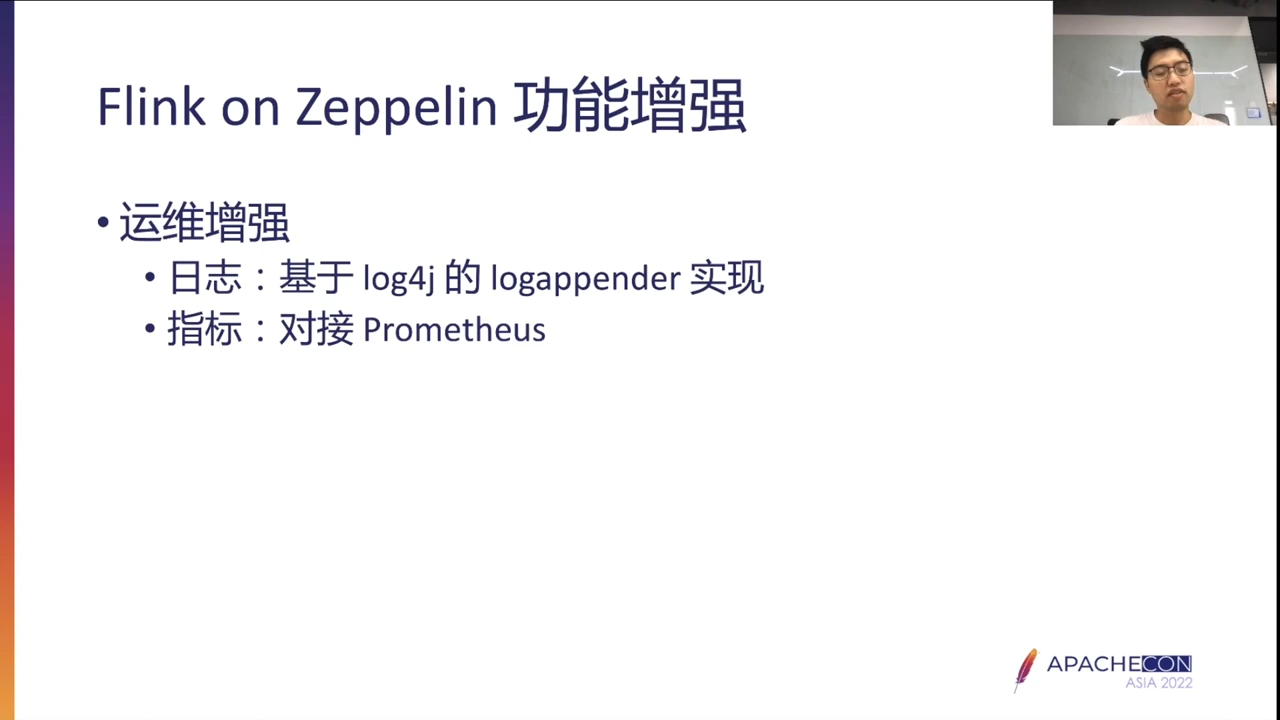 Flink on Zeppelin 功能增强
• 运维增强
• 日志：基于 log4j 的 logappender 实现
• 指标：对接 Prometheus
APACHECON
ASIA 2022